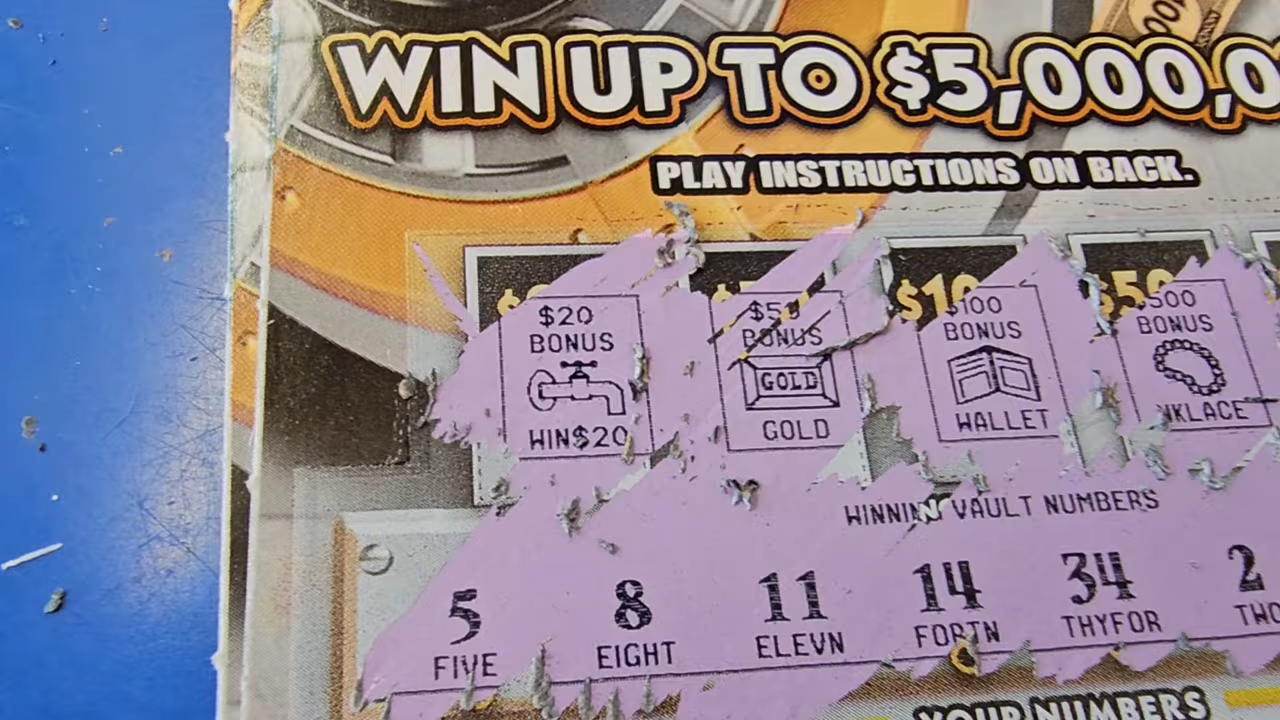 WIN UP TO $5,000,0
PLAY INSTRUCTIONS ON BACK.
$10
$50
$20 BONUS
WIN$20
$50 BONUS
GOLD
GOLD
$100 BONUS
WALLET
$500 BONUS
NKLACE
WINNING VAULT NUMBERS
5 8 11 14 34 2
FIVE EIGHT ELEVN FORTN THYFOR TWO
YOUR NUMBERS